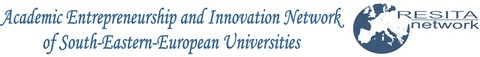 Academic Entrepreneurship and Innovation Network
of South-Eastern-European Universities
RESITA
network